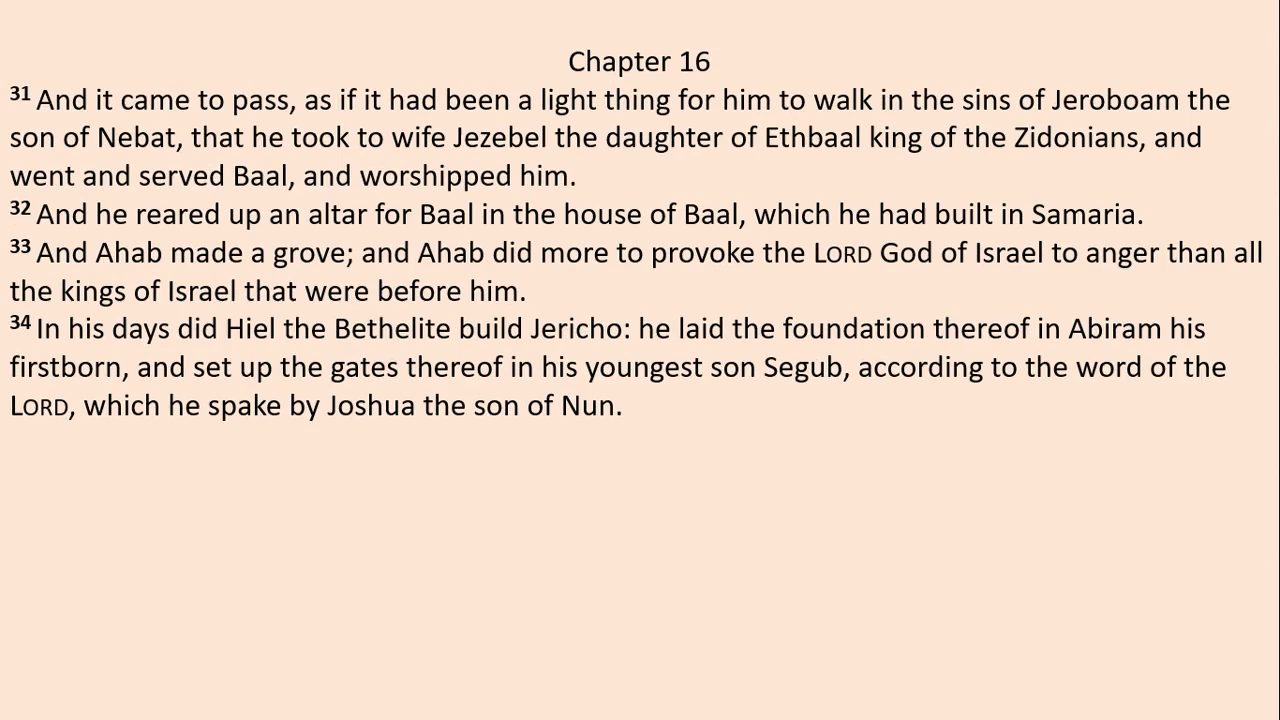 Chapter 16
31 And it came to pass, as if it had been a light thing for him to walk in the sins of Jeroboam the
son of Nebat, that he took to wife Jezebel the daughter of Ethbaal king of the Zidonians, and
went and served Baal, and worshipped him.
32 And he reared up an altar for Baal in the house of Baal, which he had built in Samaria.
33 And Ahab made a grove; and Ahab did more to provoke the LORD God of Israel to anger than all
the kings of Israel that were before him.
34 In his days did Hiel the Bethelite build Jericho: he laid the foundation thereof in Abiram his
firstborn, and set up the gates thereof in his youngest son Segub, according to the word of the
LORD, which he spake by Joshua the son of Nun.